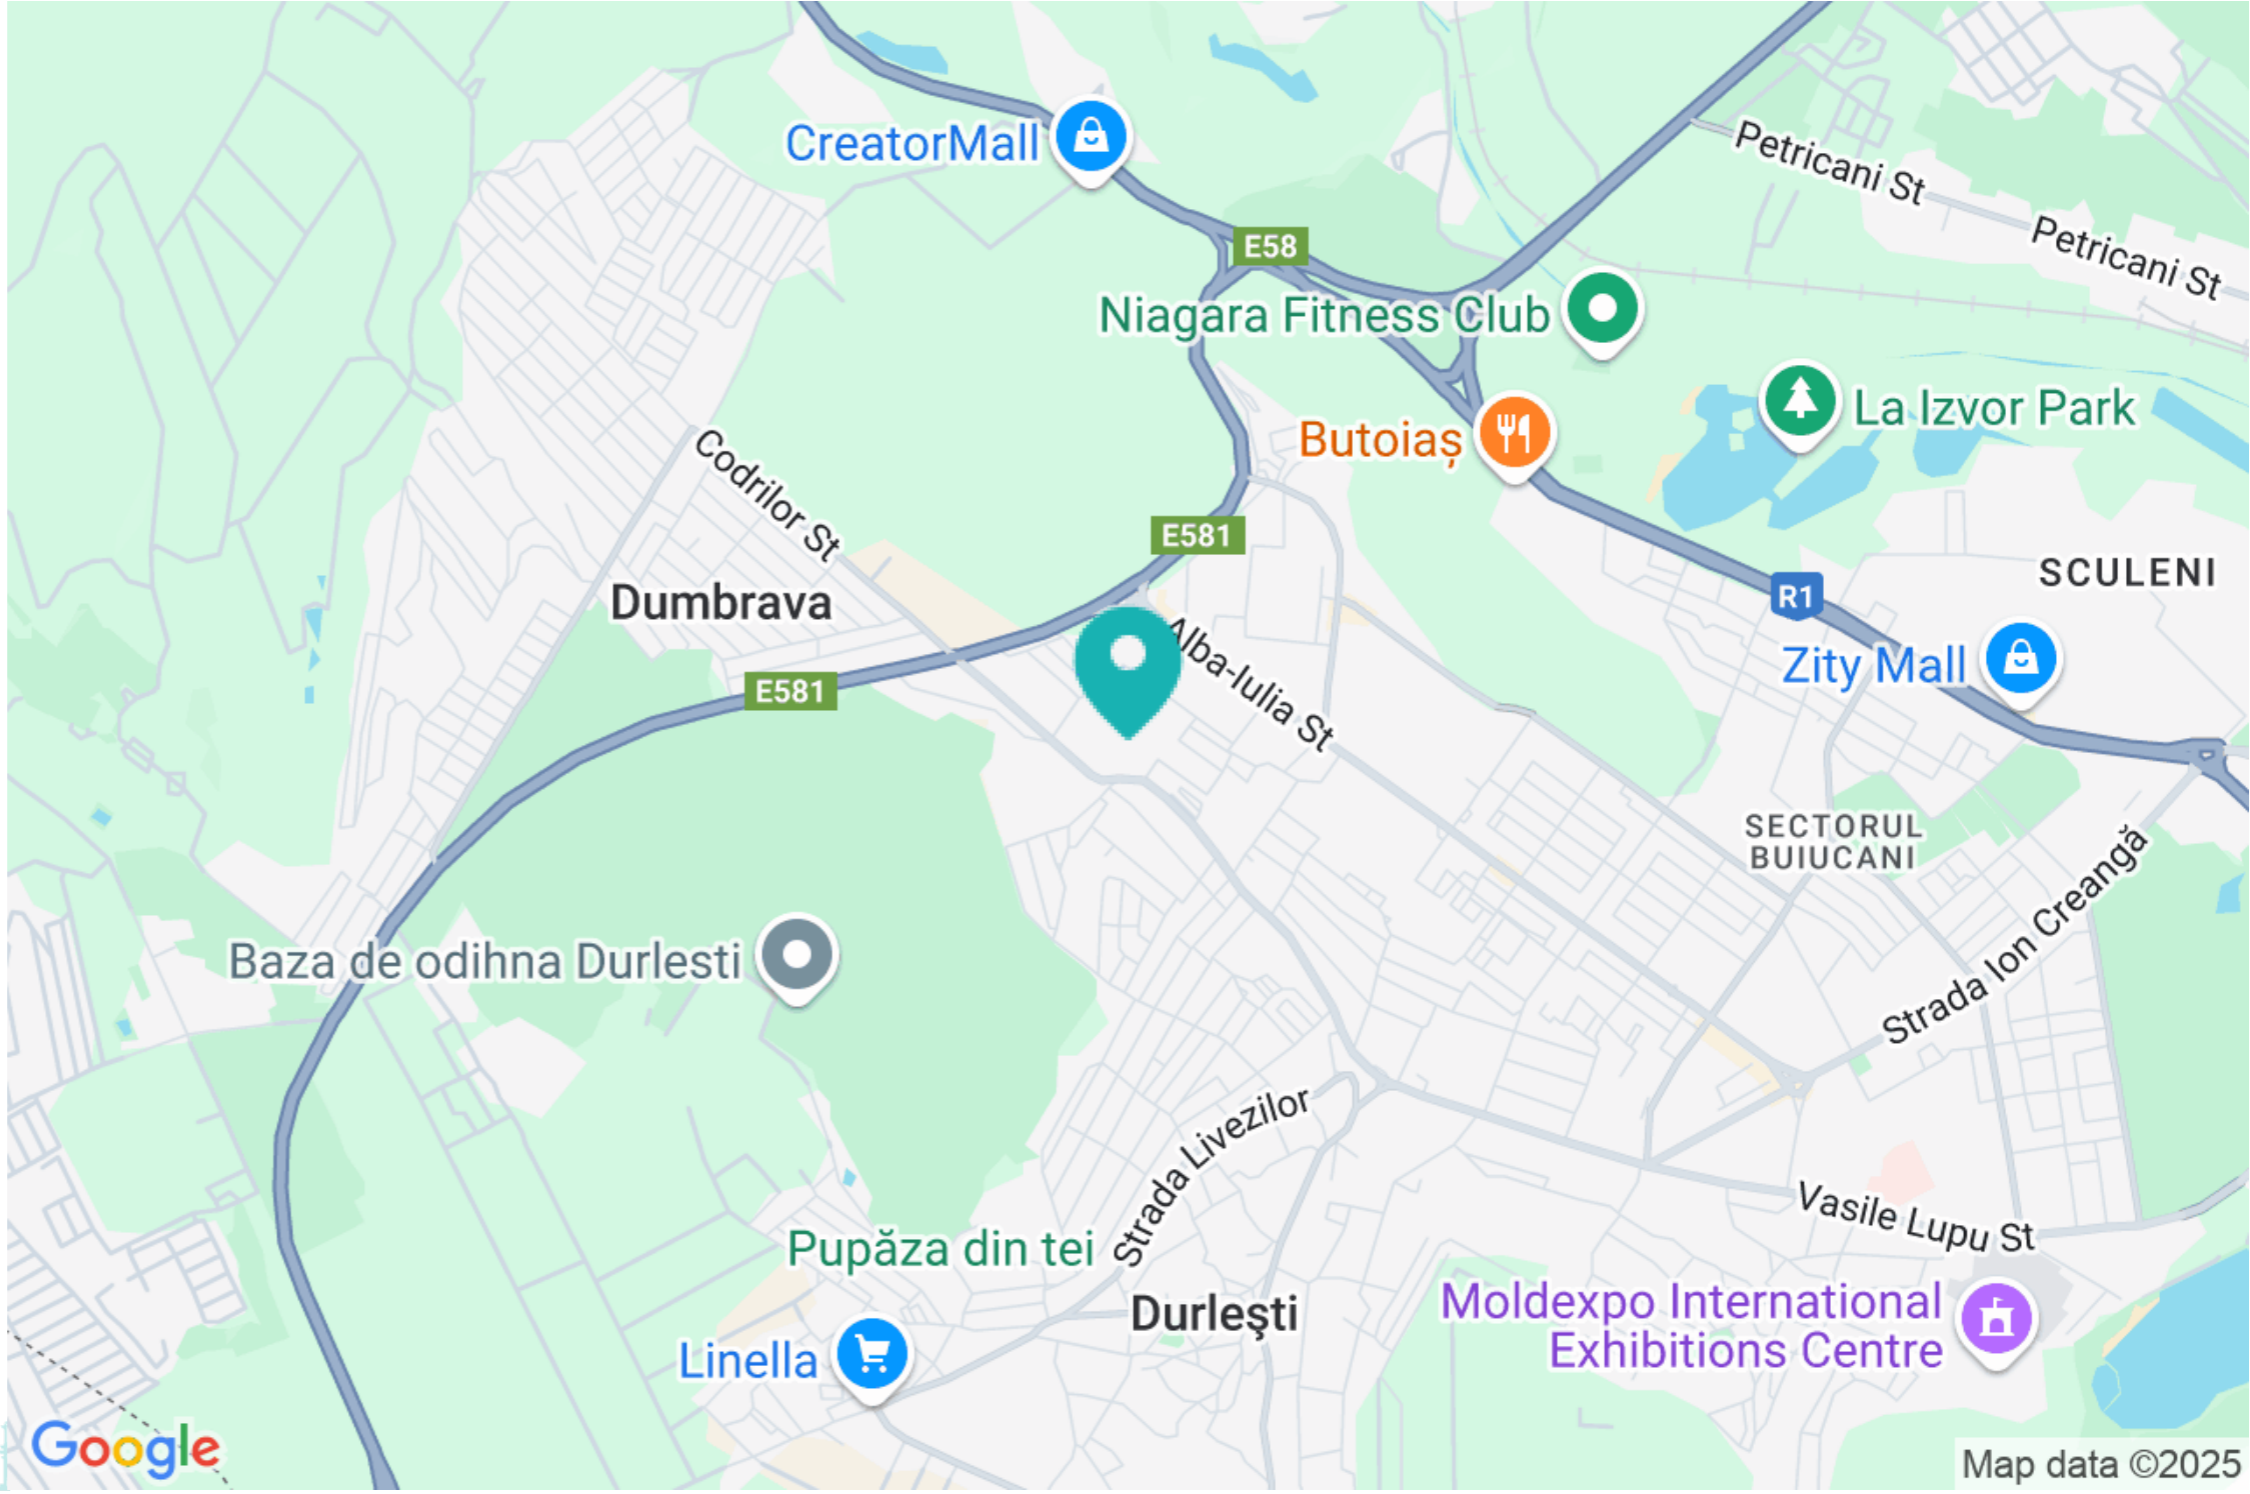 CreatorMall
Petricani St
Petricani St
E58
Niagara Fitness Club
La Izvor Park
Butoiaș
Codrilor St
E581
SCULENI
Dumbrava
R1
Alba-Iulia St
Zity Mall
E581
SECTORUL
BUIUCANI
Strada Ion Creangă
Baza de odihna Durlesti
Strada Livezilor
Vasile Lupu St
Pupăza din tei
Durleşti
Moldexpo International
Exhibitions Centre
Linella
Google
Map data ©2025